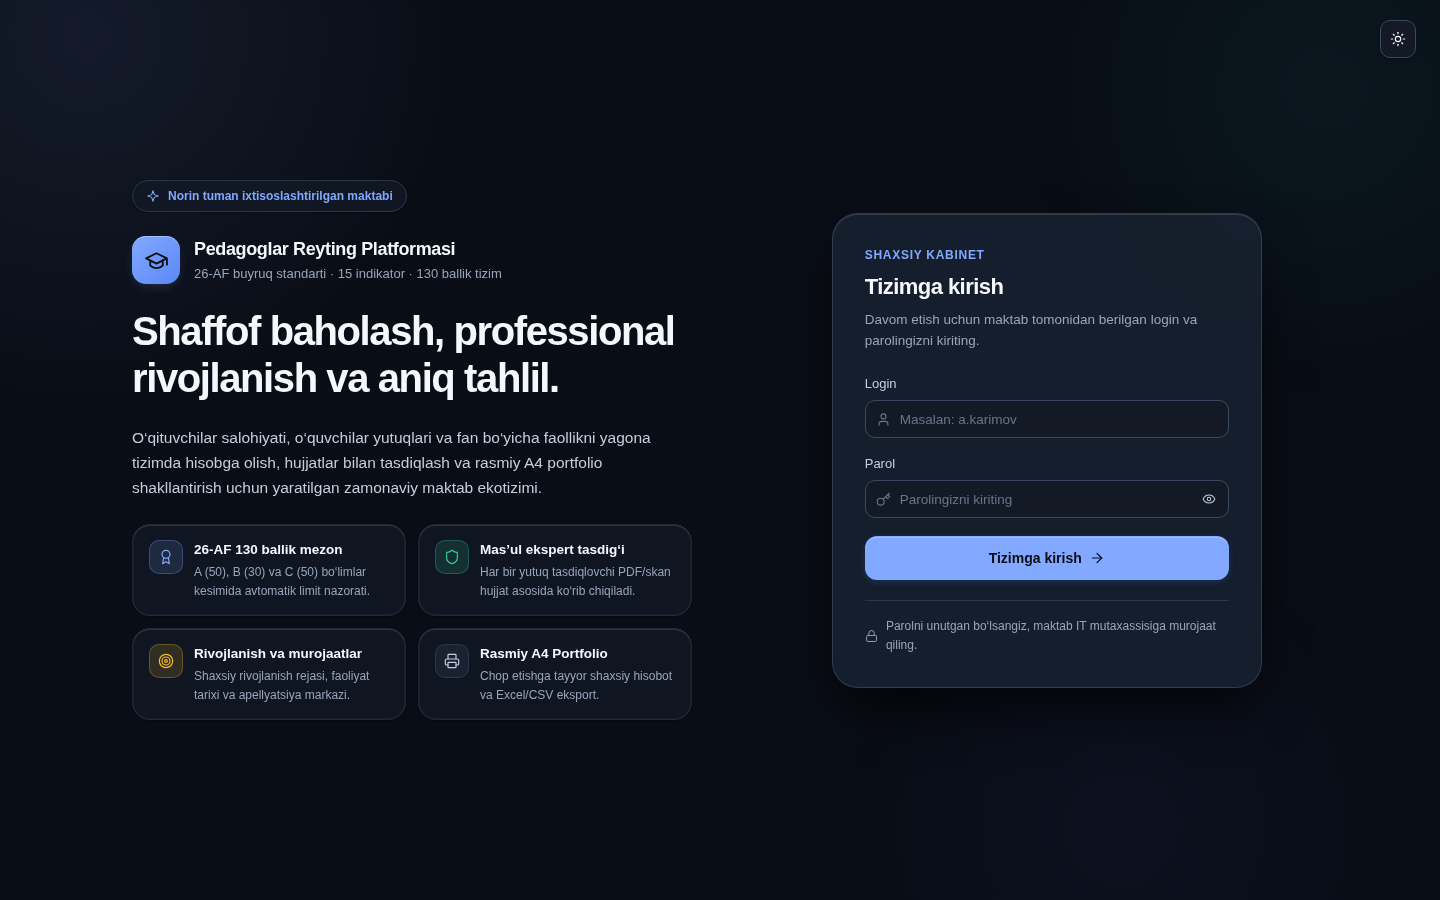 Norin tuman ixtisoslashtirilgan maktabi
Pedagoglar Reyting Platformasi
26-AF buyruq standarti · 15 indikator · 130 ballik tizim
Shaffof baholash, professional
rivojlanish va aniq tahlil.
O‘qituvchilar salohiyati, o‘quvchilar yutuqlari va fan bo‘yicha faollikni yagona
tizimda hisobga olish, hujjatlar bilan tasdiqlash va rasmiy A4 portfolio
shakllantirish uchun yaratilgan zamonaviy maktab ekotizimi.
26-AF 130 ballik mezon
A (50), B (30) va C (50) bo‘limlar
kesimida avtomatik limit nazorati.
Mas’ul ekspert tasdig‘i
Har bir yutuq tasdiqlovchi PDF/skan
hujjat asosida ko‘rib chiqiladi.
Rivojlanish va murojaatlar
Shaxsiy rivojlanish rejasi, faoliyat
tarixi va apellyatsiya markazi.
Rasmiy A4 Portfolio
Chop etishga tayyor shaxsiy hisobot
va Excel/CSV eksport.
SHAXSIY KABINET
Tizimga kirish
Davom etish uchun maktab tomonidan berilgan login va
parolingizni kiriting.
Login
Masalan: a.karimov
Parol
Parolingizni kiriting
Tizimga kirish
Parolni unutgan bo‘lsangiz, maktab IT mutaxassisiga murojaat
qiling.